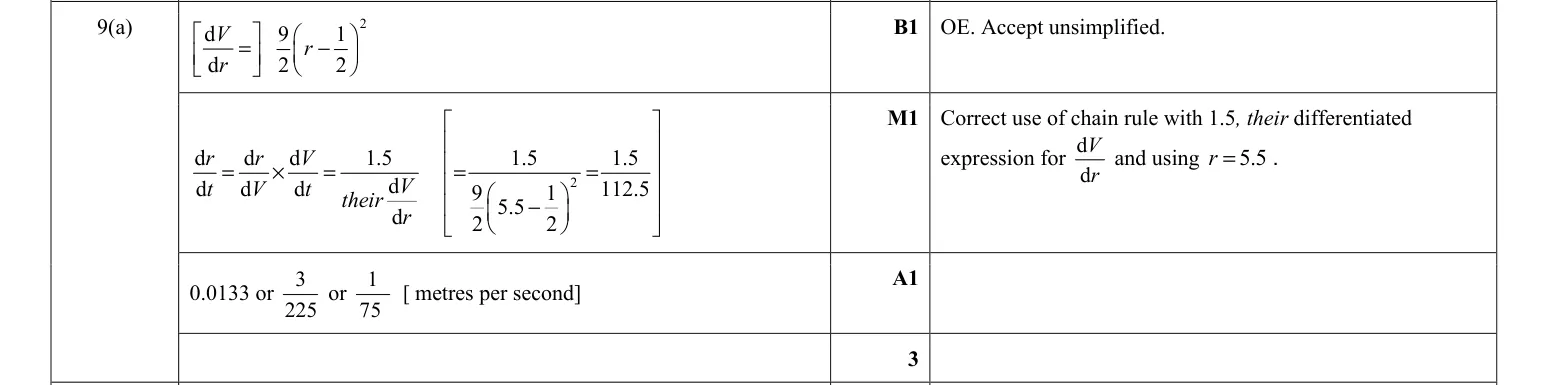 9(a) [dV/dr =] 9/2 (r − 1/2)² B1 OE. Accept unsimplified.
dr/dt = dr/dV × dV/dt = 1.5/(their dV/dr) [= 1.5/(9/2 (5.5 − 1/2)²) = 1.5/112.5] M1 Correct use of chain rule with 1.5, their differentiated
expression for dV/dr and using r = 5.5 .
0.0133 or 3/225 or 1/75 [ metres per second] A1
3